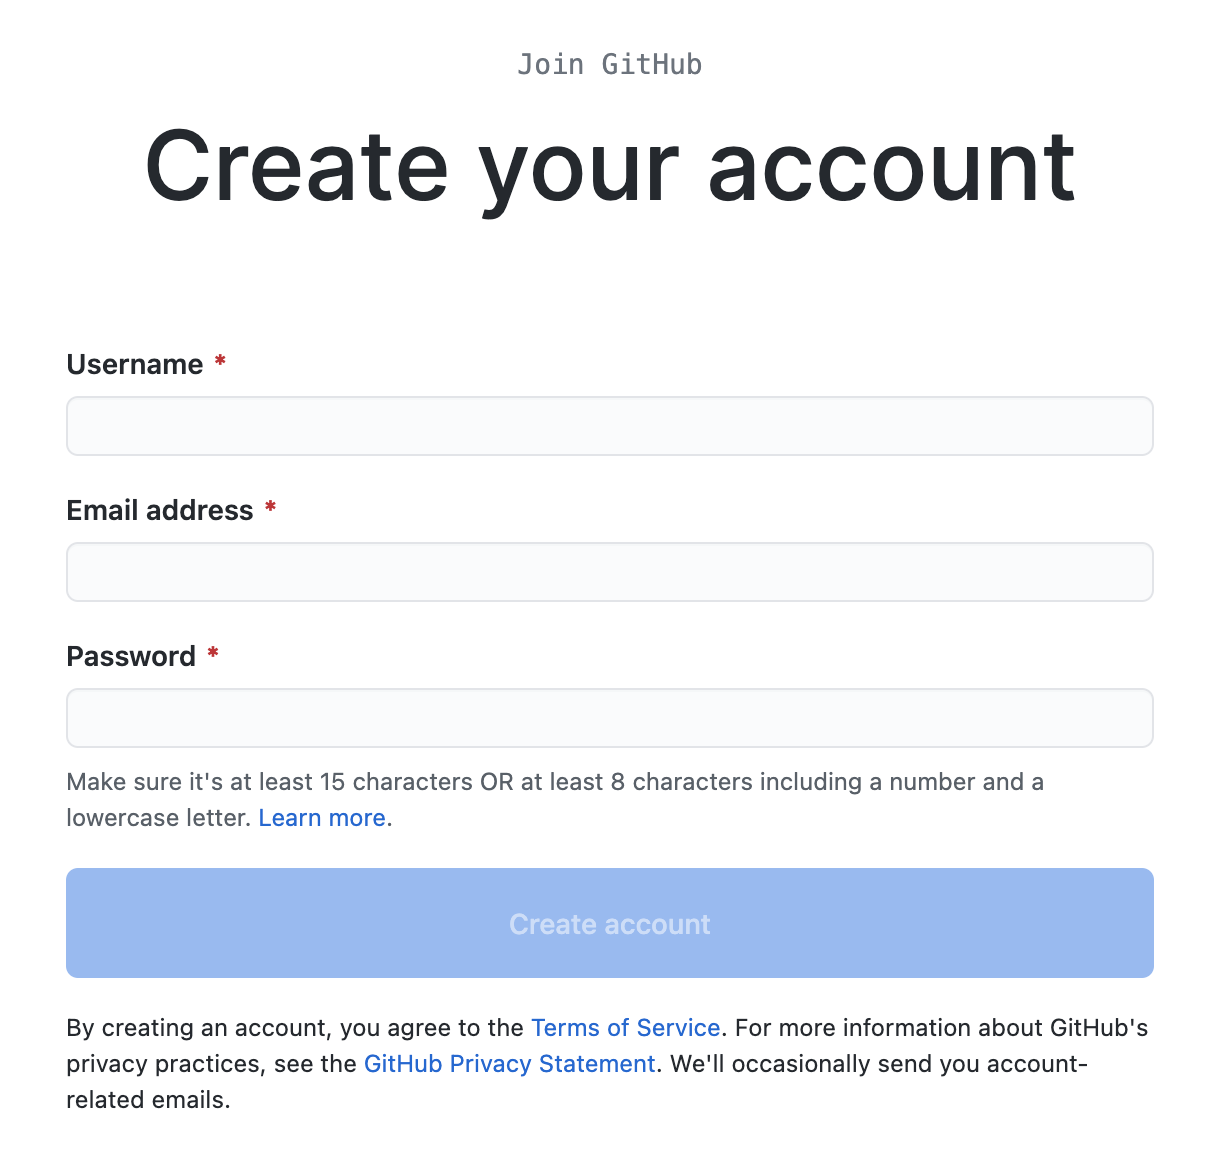 Join GitHub
Create your account
Username *
Email address *
Password *
Make sure it's at least 15 characters OR at least 8 characters including a number and a
lowercase letter. Learn more.
Create account
By creating an account, you agree to the Terms of Service. For more information about GitHub's
privacy practices, see the GitHub Privacy Statement. We'll occasionally send you account-
related emails.